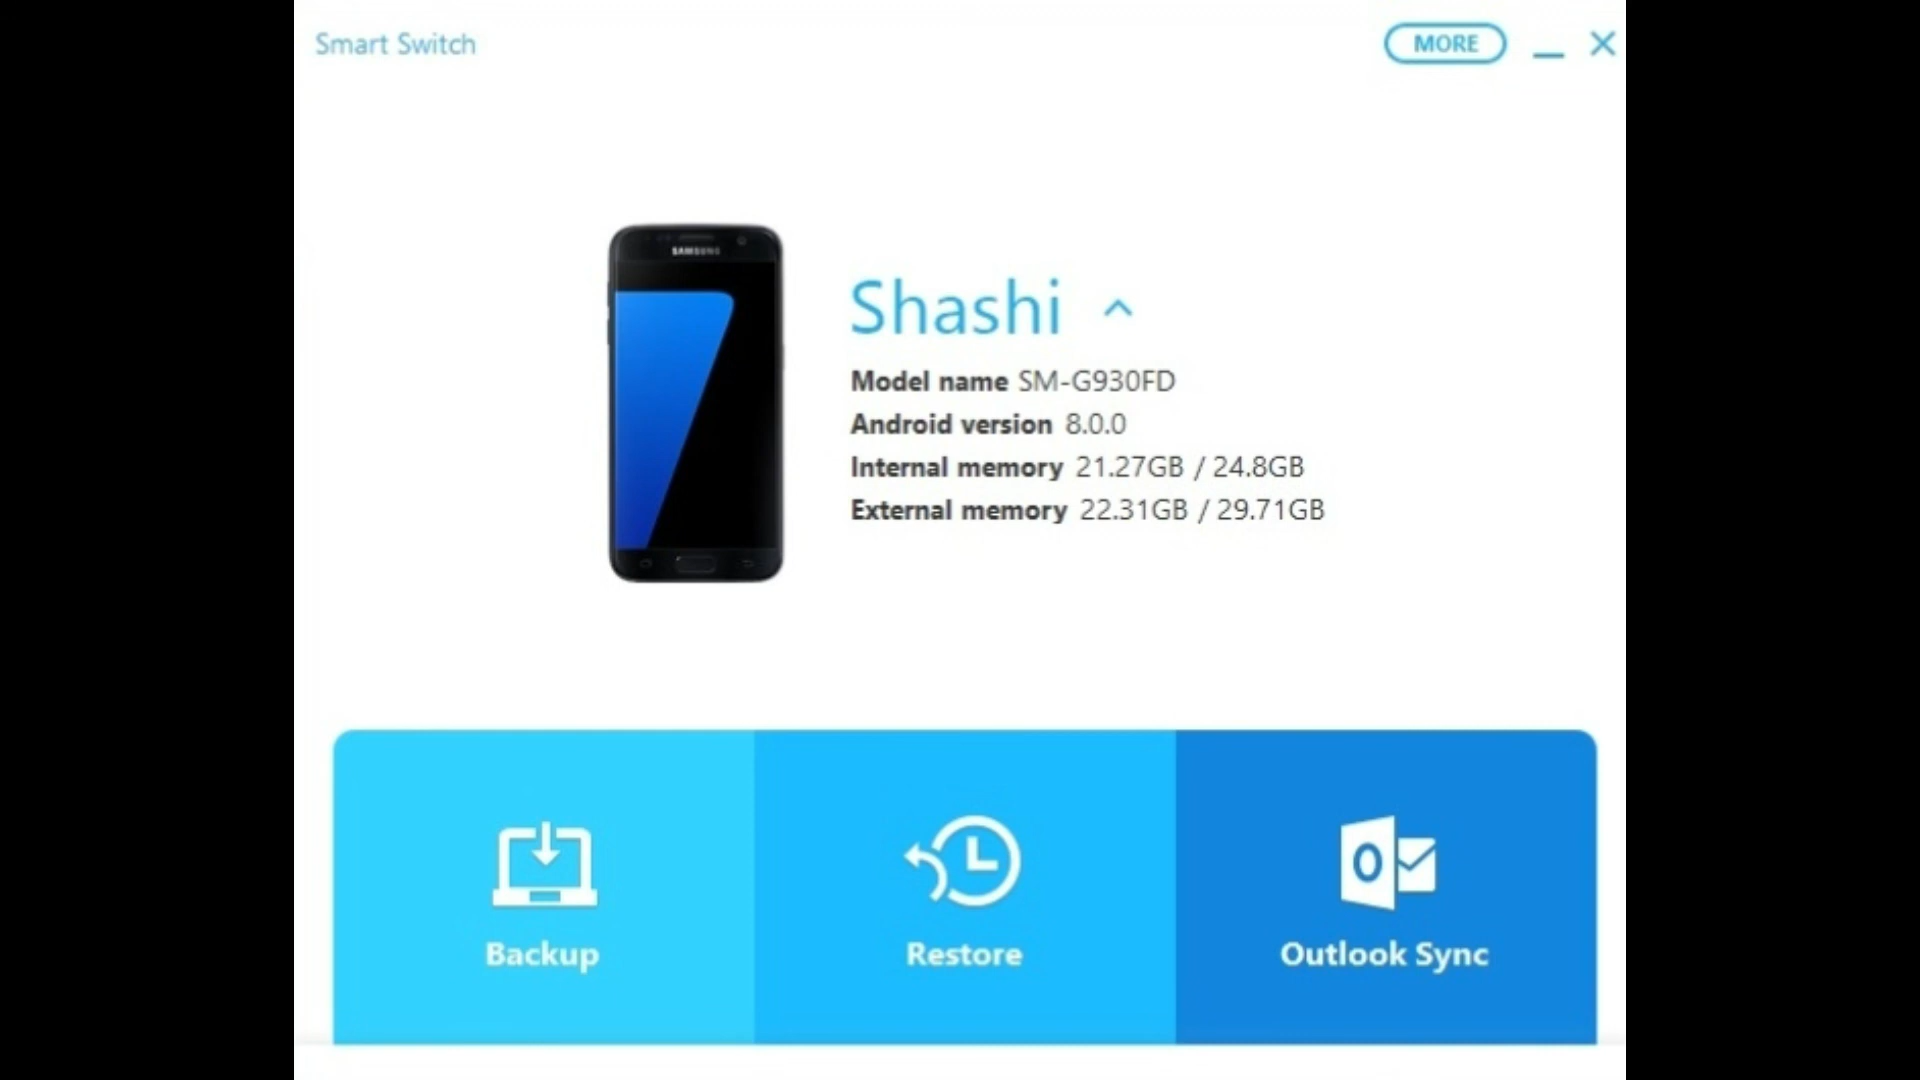 Smart Switch
MORE
SAMSUNG
Shashi
Model name SM-G930FD
Android version 8.0.0
Internal memory 21.27GB / 24.8GB
External memory 22.31GB / 29.71GB
Backup
Restore
Outlook Sync